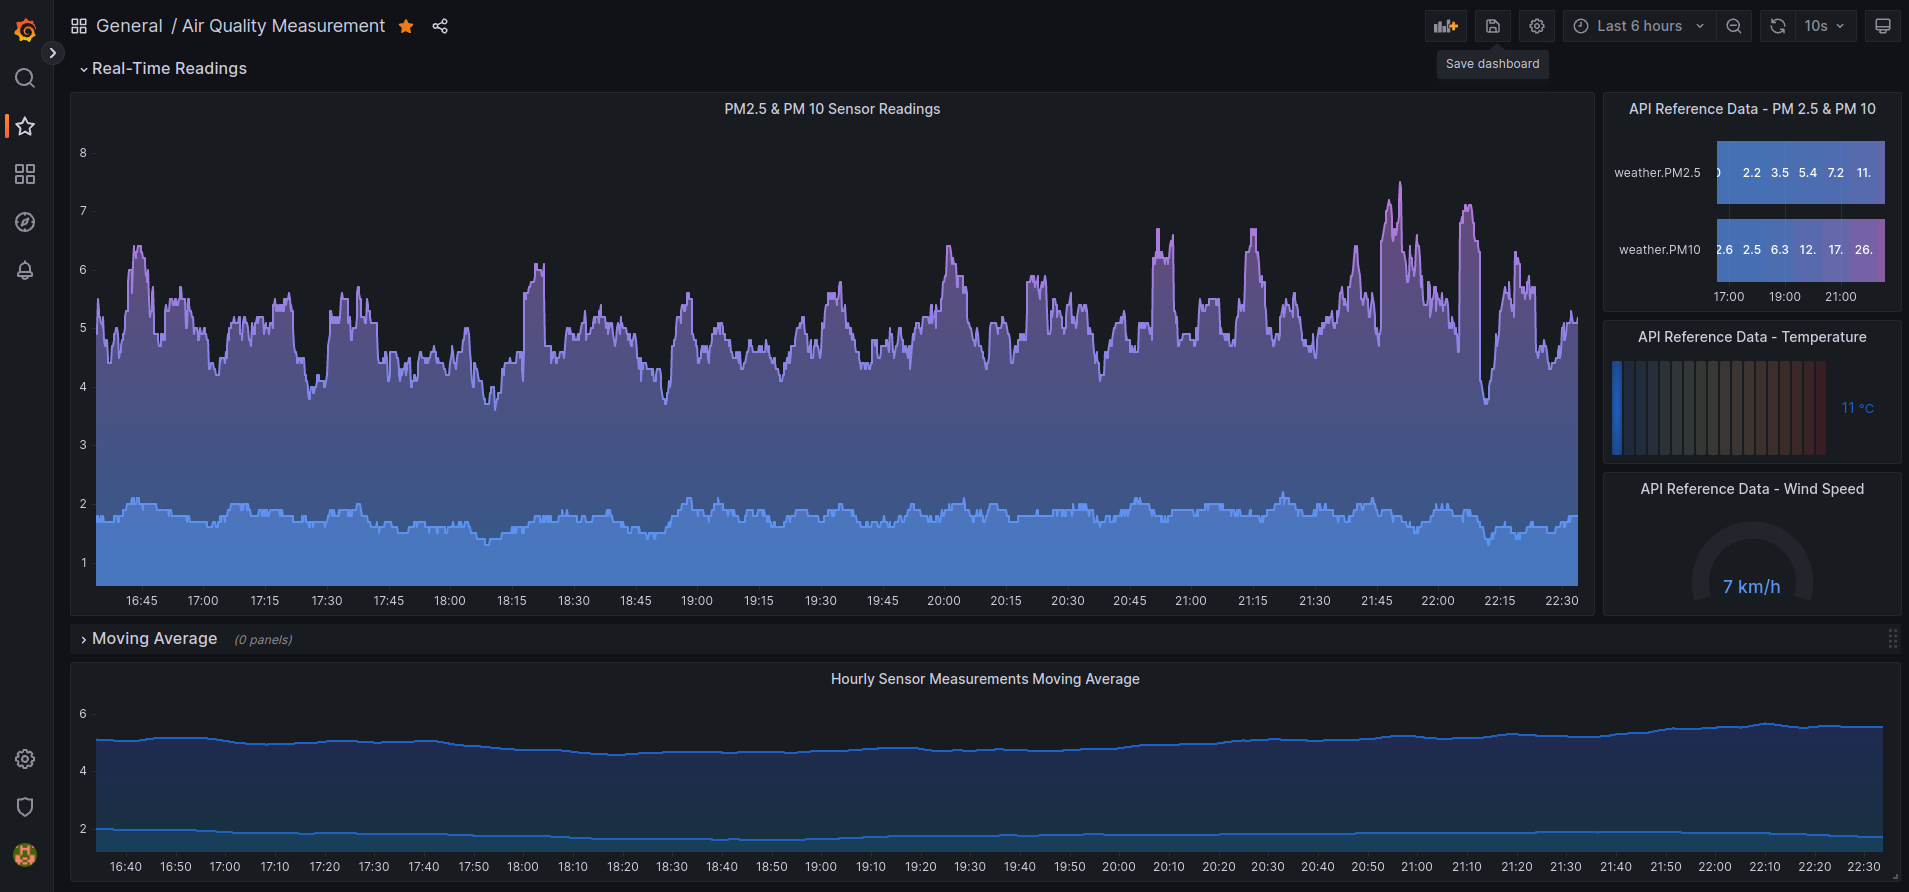 General / Air Quality Measurement
Last 6 hours
10s
Save dashboard
Real-Time Readings
PM2.5 & PM 10 Sensor Readings
8
7
6
5
4
3
2
1
16:45 17:00 17:15 17:30 17:45 18:00 18:15 18:30 18:45 19:00 19:15 19:30 19:45 20:00 20:15 20:30 20:45 21:00 21:15 21:30 21:45 22:00 22:15 22:30
API Reference Data - PM 2.5 & PM 10
weather.PM2.5 2.2 3.5 5.4 7.2 11.
weather.PM10 2.6 2.5 6.3 12. 17. 26.
17:00 19:00 21:00
API Reference Data - Temperature
11 °C
API Reference Data - Wind Speed
7 km/h
Moving Average (0 panels)
Hourly Sensor Measurements Moving Average
6
4
2
16:40 16:50 17:00 17:10 17:20 17:30 17:40 17:50 18:00 18:10 18:20 18:30 18:40 18:50 19:00 19:10 19:20 19:30 19:40 19:50 20:00 20:10 20:20 20:30 20:40 20:50 21:00 21:10 21:20 21:30 21:40 21:50 22:00 22:10 22:20 22:30